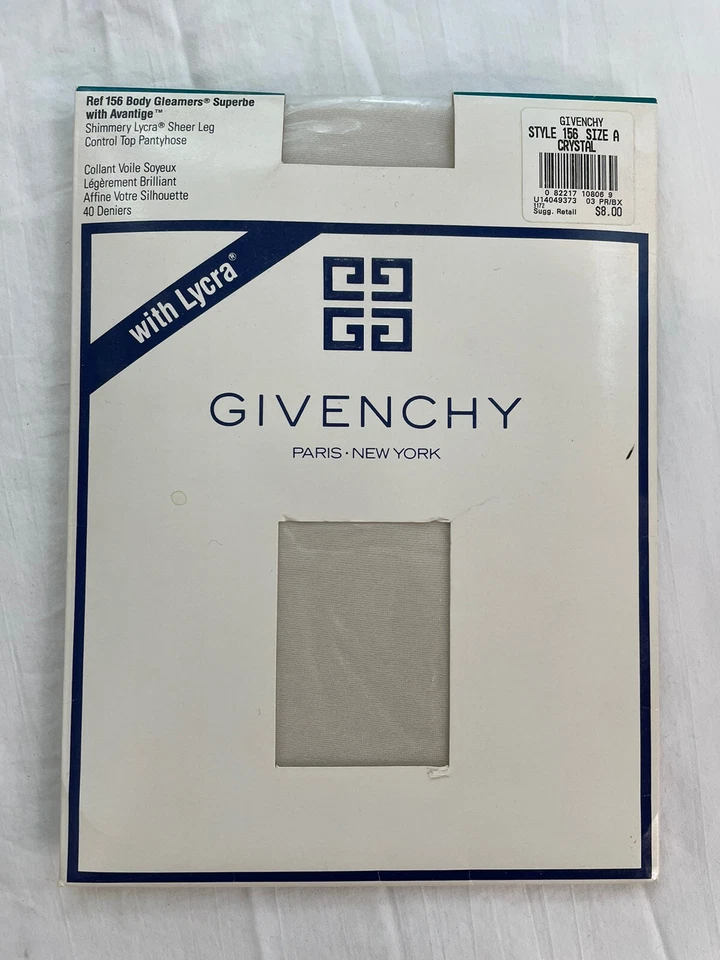 Ref 156 Body Gleamers® Superbe
with Avantige™
Shimmery Lycra® Sheer Leg
Control Top Pantyhose
Collant Voile Soyeux
Légèrement Brilliant
Affine Votre Silhouette
40 Deniers
GIVENCHY
STYLE 156 SIZE A
CRYSTAL
0 82217 10806 9
U14049373 03 PR/BX
1172
Sugg. Retail $8.00
with Lycra®
GIVENCHY
PARIS · NEW YORK